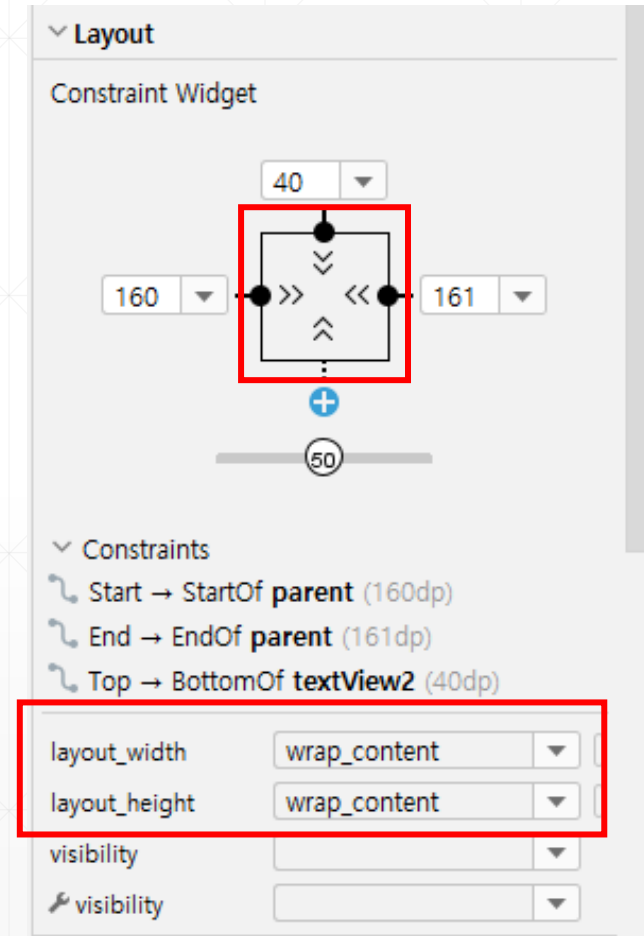 Layout
Constraint Widget
40
160
161
50
Constraints
Start → StartOf parent (160dp)
End → EndOf parent (161dp)
Top → BottomOf textView2 (40dp)
layout_width wrap_content
layout_height wrap_content
visibility
visibility